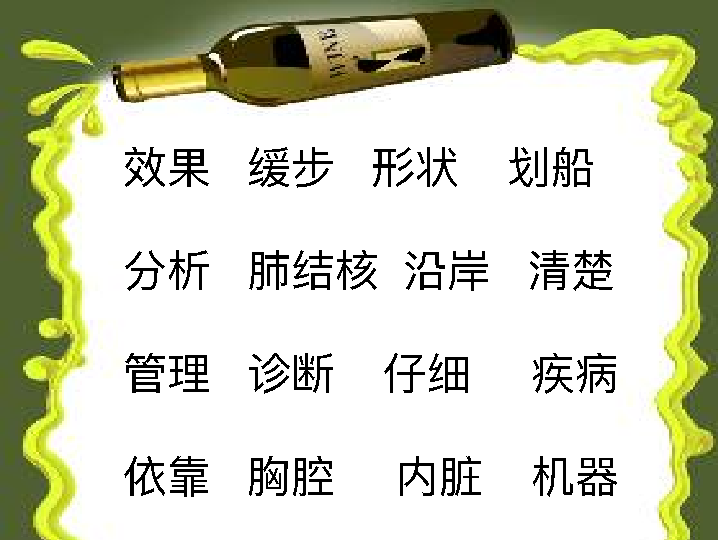 WINE
效果 缓步 形状 划船
分析 肺结核 沿岸 清楚
管理 诊断 仔细 疾病
依靠 胸腔 内脏 机器